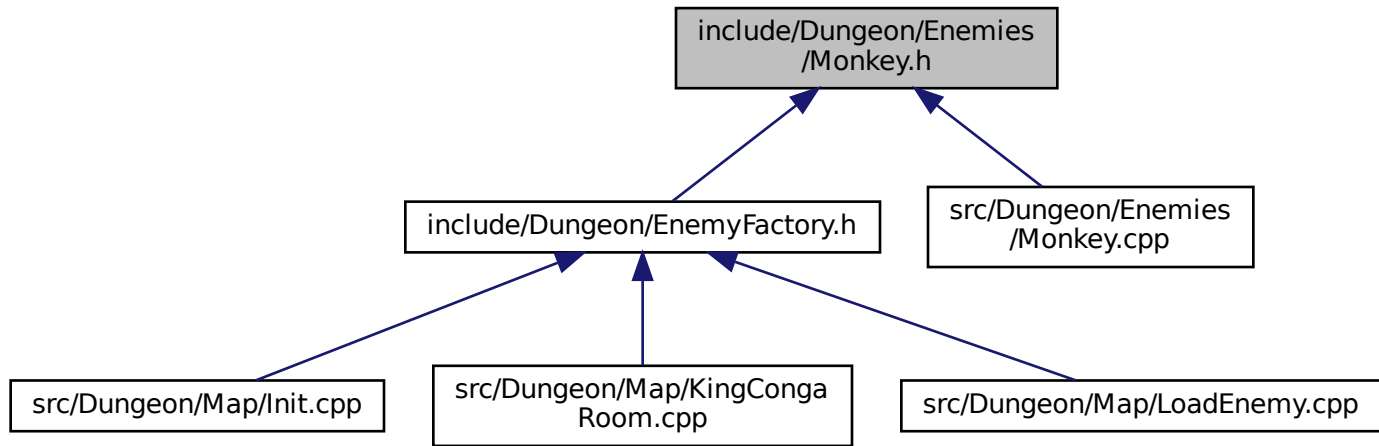 include/Dungeon/Enemies
/Monkey.h
include/Dungeon/EnemyFactory.h
src/Dungeon/Enemies
/Monkey.cpp
src/Dungeon/Map/Init.cpp
src/Dungeon/Map/KingConga
Room.cpp
src/Dungeon/Map/LoadEnemy.cpp